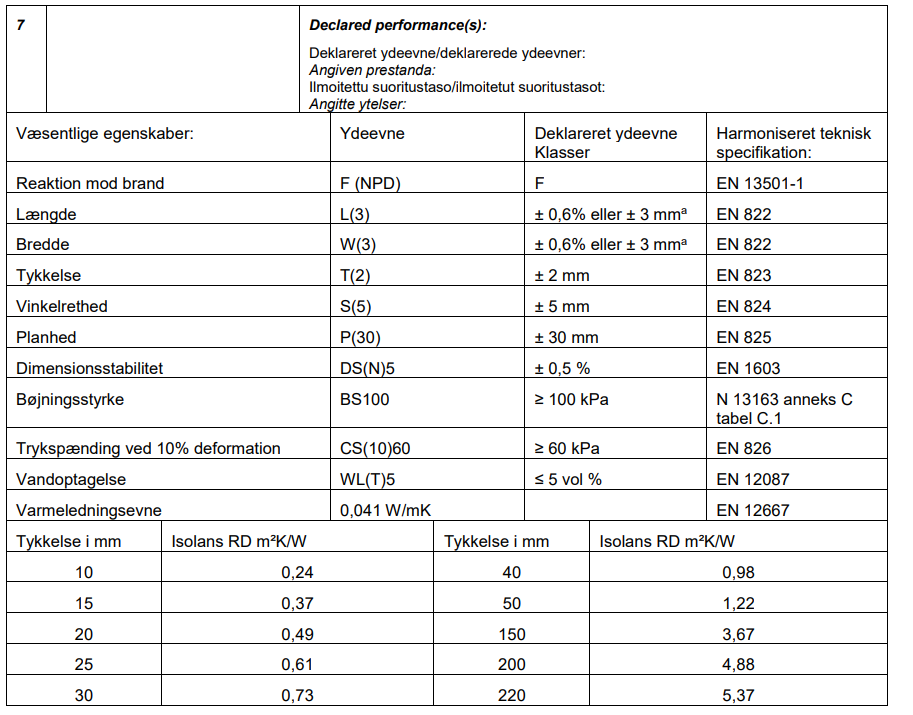 7
Declared performance(s):
Deklareret ydeevne/deklarerede ydeevner:
Angiven prestanda:
Ilmoitettu suoritustaso/ilmoitetut suoritustasot:
Angitte ytelser:
Væsentlige egenskaber: Ydeevne Deklareret ydeevne Klasser Harmoniseret teknisk specifikation:
Reaktion mod brand F (NPD) F EN 13501-1
Længde L(3) ± 0,6% eller ± 3 mmᵃ EN 822
Bredde W(3) ± 0,6% eller ± 3 mmᵃ EN 822
Tykkelse T(2) ± 2 mm EN 823
Vinkelrethed S(5) ± 5 mm EN 824
Planhed P(30) ± 30 mm EN 825
Dimensionsstabilitet DS(N)5 ± 0,5 % EN 1603
Bøjningsstyrke BS100 ≥ 100 kPa N 13163 anneks C tabel C.1
Trykspænding ved 10% deformation CS(10)60 ≥ 60 kPa EN 826
Vandoptagelse WL(T)5 ≤ 5 vol % EN 12087
Varmeledningsevne 0,041 W/mK EN 12667
Tykkelse i mm Isolans RD m²K/W Tykkelse i mm Isolans RD m²K/W
10 0,24 40 0,98
15 0,37 50 1,22
20 0,49 150 3,67
25 0,61 200 4,88
30 0,73 220 5,37